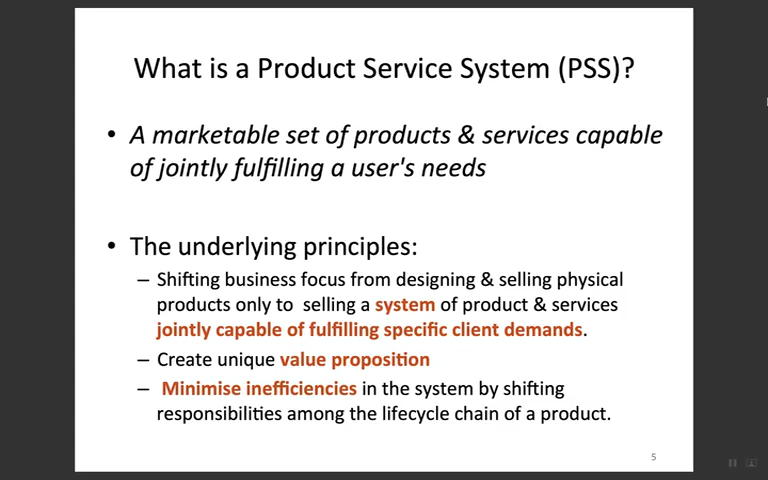 What is a Product Service System (PSS)?
• A marketable set of products & services capable
of jointly fulfilling a user's needs
• The underlying principles:
– Shifting business focus from designing & selling physical
products only to selling a system of product & services
jointly capable of fulfilling specific client demands.
– Create unique value proposition
– Minimise inefficiencies in the system by shifting
responsibilities among the lifecycle chain of a product.
5